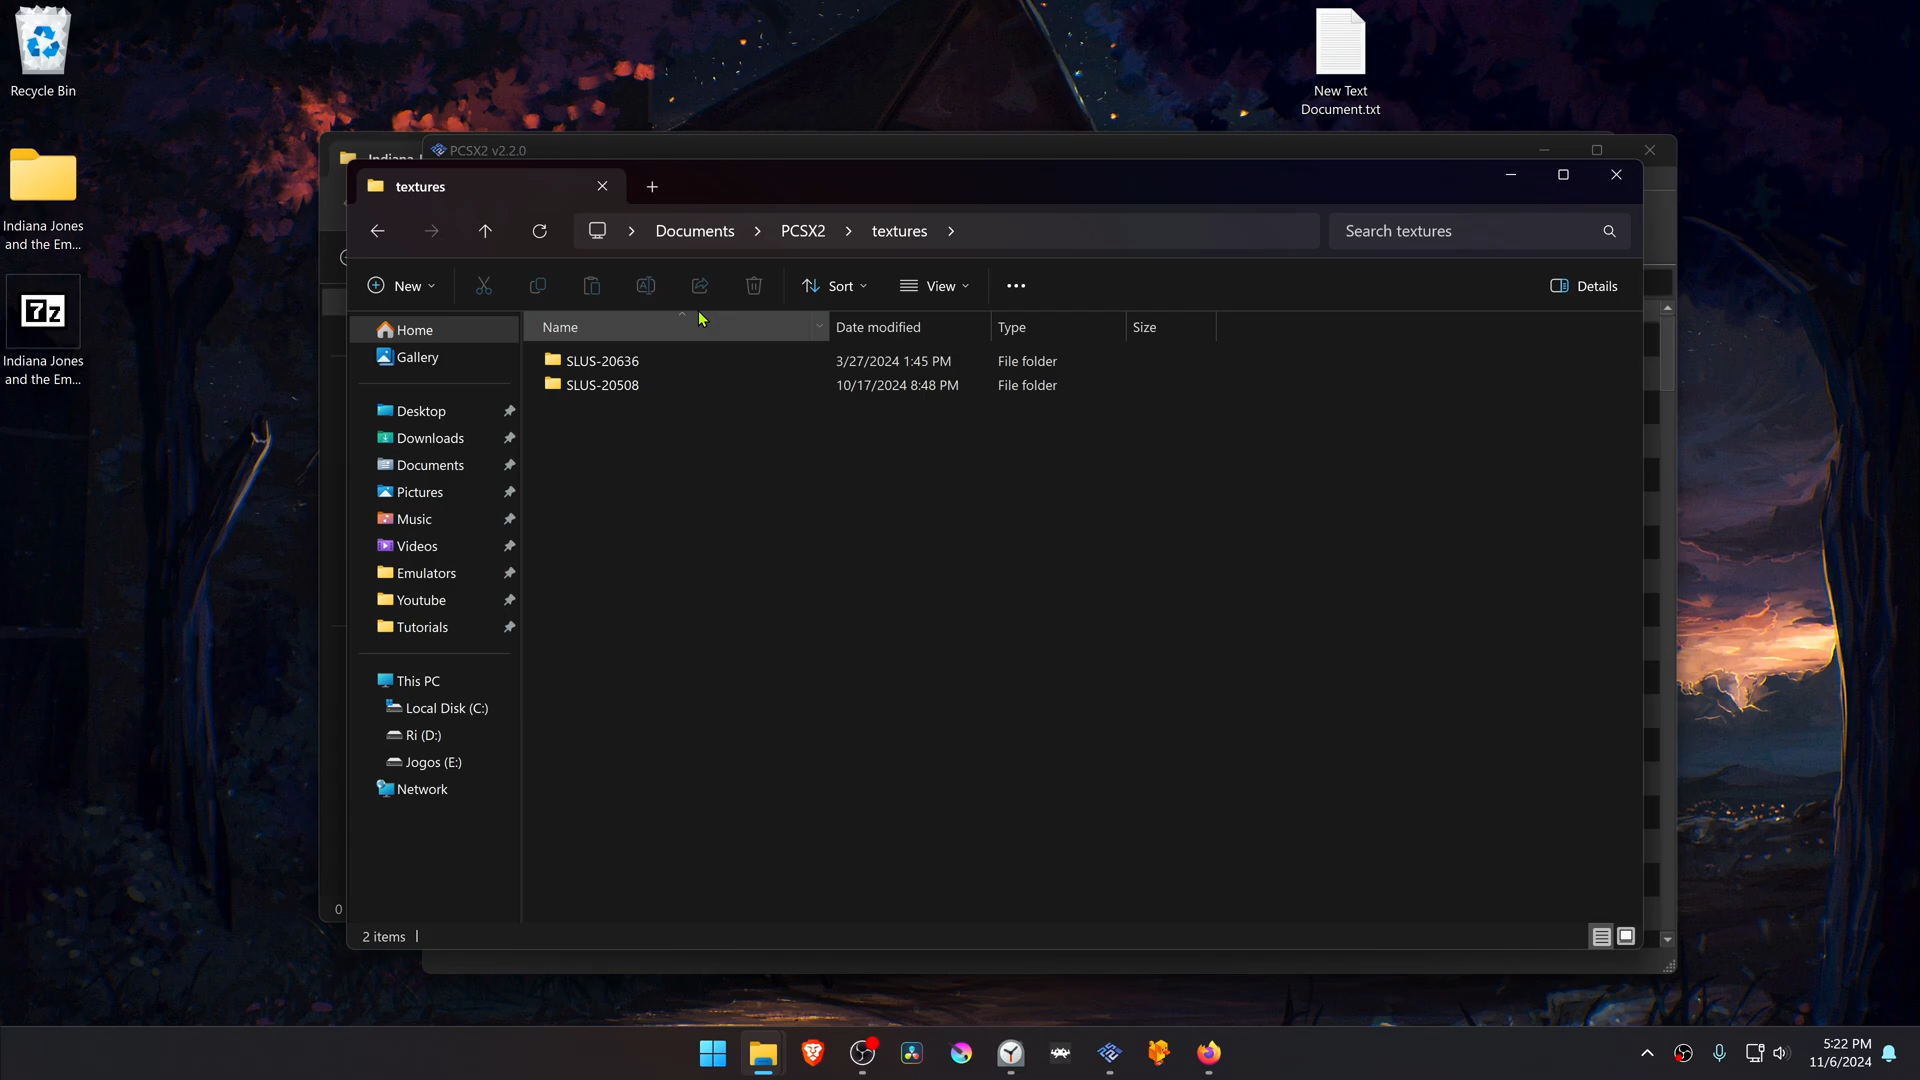 Recycle Bin
New Text
Document.txt
Indiana Jones
and the Em...
7z
Indiana Jones
and the Em...
PCSX2 v2.2.0
textures
Documents > PCSX2 > textures >
Search textures
New
Sort
View
Details
Name
Date modified
Type
Size
SLUS-20636
3/27/2024 1:45 PM
File folder
SLUS-20508
10/17/2024 8:48 PM
File folder
Home
Gallery
Desktop
Downloads
Documents
Pictures
Music
Videos
Emulators
Youtube
Tutorials
This PC
Local Disk (C:)
Ri (D:)
Jogos (E:)
Network
0
2 items
5:22 PM
11/6/2024